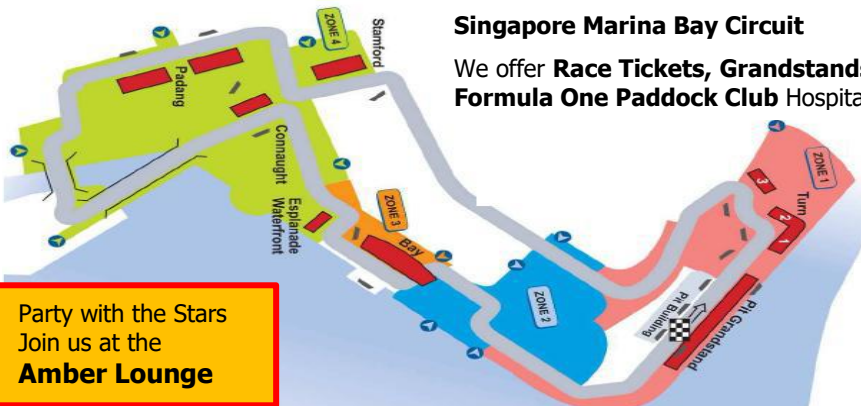 Singapore Marina Bay Circuit
We offer Race Tickets, Grandstands
Formula One Paddock Club Hospita
ZONE 4
Stamford
Padang
Connaught
Esplanade
Waterfront
ZONE 3
Bay
ZONE 2
ZONE 1
Turn
3
2
1
Pit Building
Pit Grandstand
Party with the Stars
Join us at the
Amber Lounge